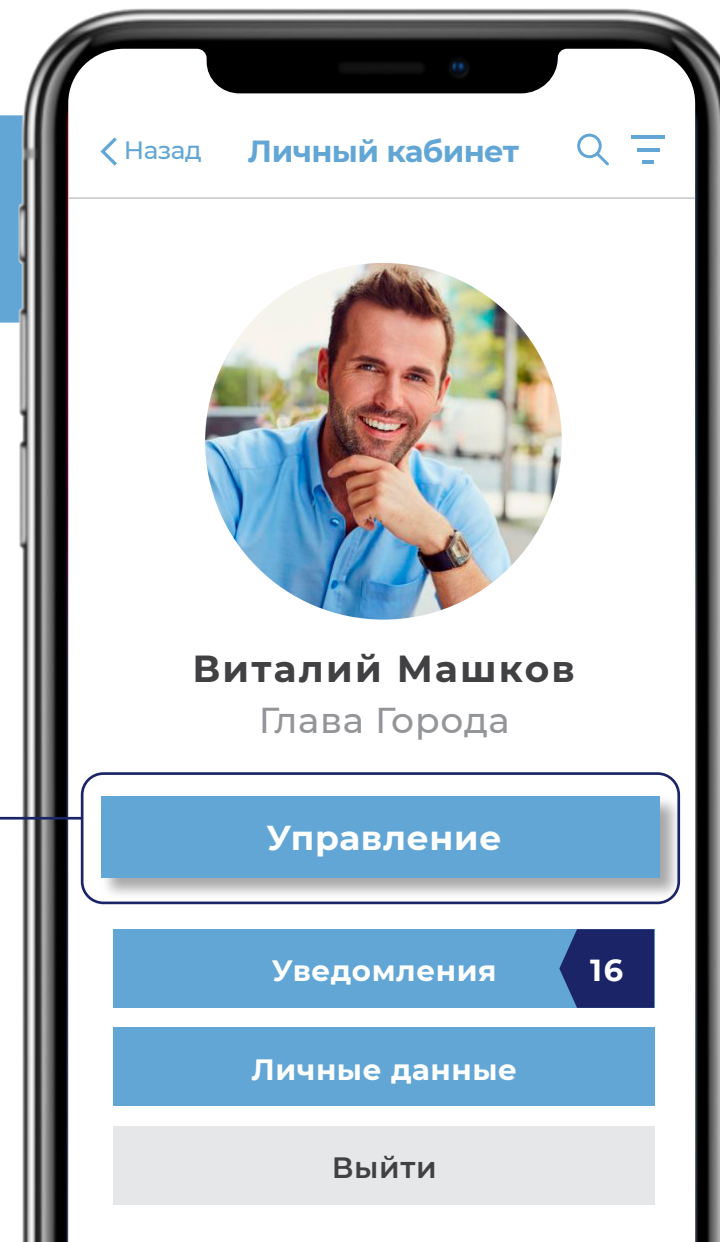 Назад Личный кабинет
Виталий Машков
Глава Города
Управление
Уведомления 16
Личные данные
Выйти